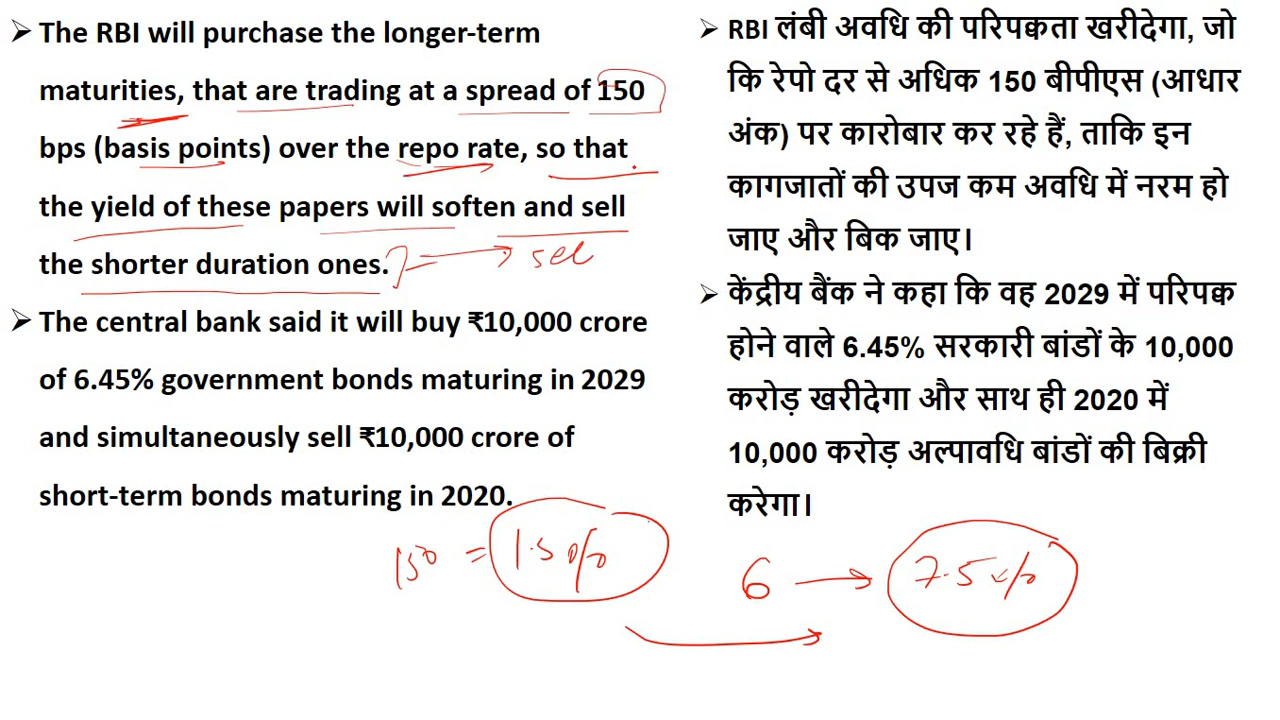 ➢ The RBI will purchase the longer-term
maturities, that are trading at a spread of 150
bps (basis points) over the repo rate, so that
the yield of these papers will soften and sell
the shorter duration ones.
sel
➢ The central bank said it will buy ₹10,000 crore
of 6.45% government bonds maturing in 2029
and simultaneously sell ₹10,000 crore of
short-term bonds maturing in 2020.
150 = 1.5%
➢ RBI लंबी अवधि की परिपक्वता खरीदेगा, जो
कि रेपो दर से अधिक 150 बीपीएस (आधार
अंक) पर कारोबार कर रहे हैं, ताकि इन
कागजातों की उपज कम अवधि में नरम हो
जाए और बिक जाए।
➢ केंद्रीय बैंक ने कहा कि वह 2029 में परिपक्व
होने वाले 6.45% सरकारी बांडों के 10,000
करोड़ खरीदेगा और साथ ही 2020 में
10,000 करोड़ अल्पावधि बांडों की बिक्री
करेगा।
6 → 7.5%